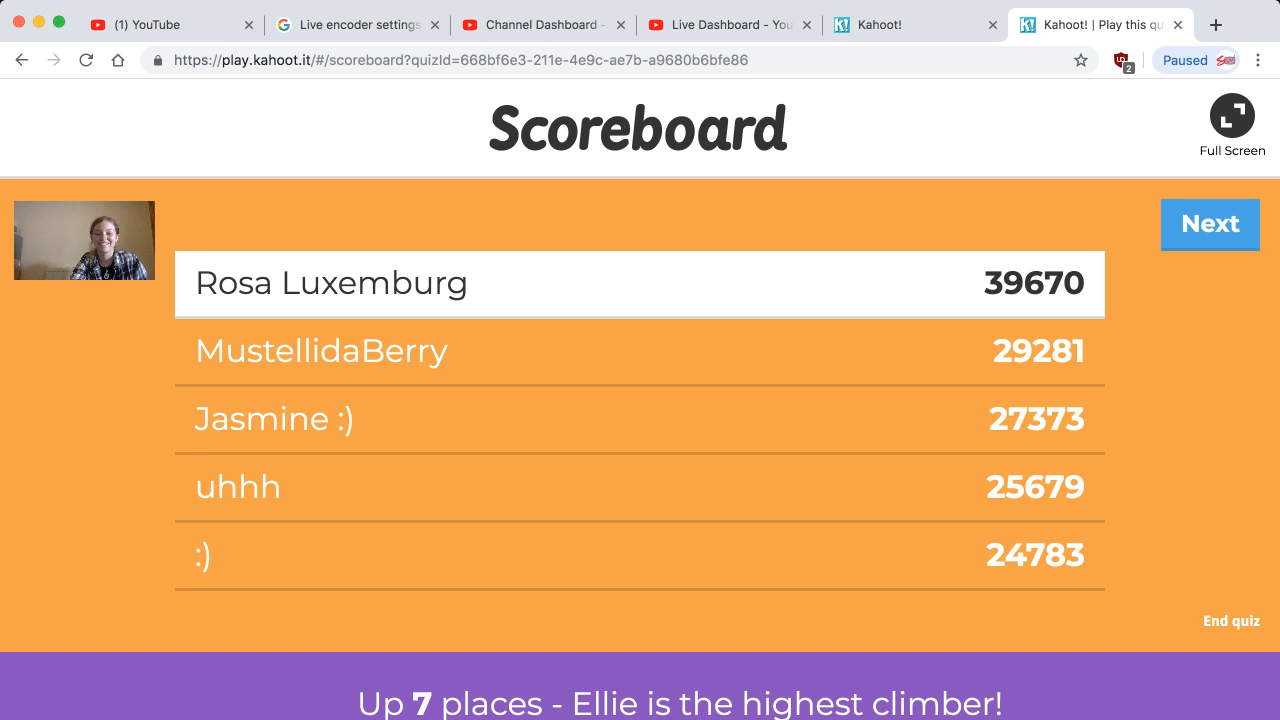 (1) YouTube
Live encoder settings
Channel Dashboard -
Live Dashboard - You
K! Kahoot!
K! Kahoot! | Play this qu
https://play.kahoot.it/#/scoreboard?quizId=668bf6e3-211e-4e9c-ae7b-a9680b6bfe86
2
Paused
Scoreboard
Full Screen
Next
Rosa Luxemburg 39670
MustellidaBerry 29281
Jasmine :) 27373
uhhh 25679
:) 24783
End quiz
Up 7 places - Ellie is the highest climber!